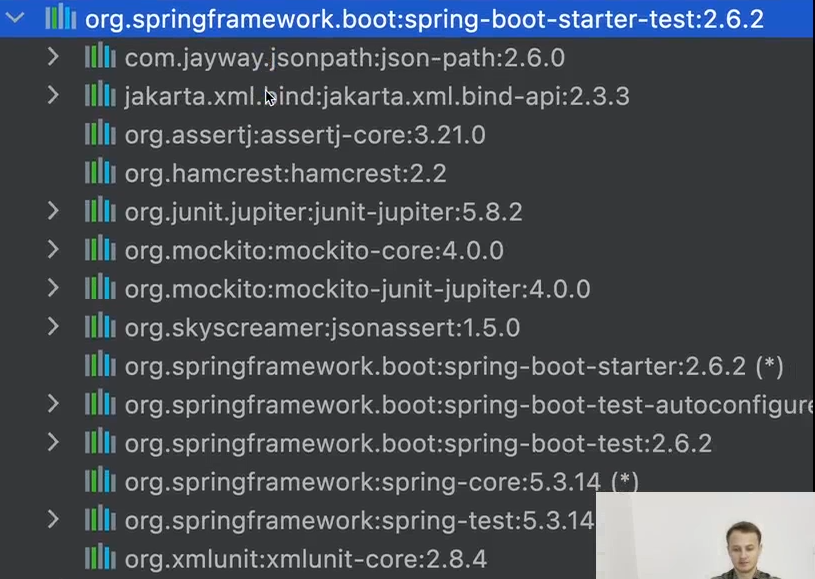 org.springframework.boot:spring-boot-starter-test:2.6.2
com.jayway.jsonpath:json-path:2.6.0
jakarta.xml.bind:jakarta.xml.bind-api:2.3.3
org.assertj:assertj-core:3.21.0
org.hamcrest:hamcrest:2.2
org.junit.jupiter:junit-jupiter:5.8.2
org.mockito:mockito-core:4.0.0
org.mockito:mockito-junit-jupiter:4.0.0
org.skyscreamer:jsonassert:1.5.0
org.springframework.boot:spring-boot-starter:2.6.2 (*)
org.springframework.boot:spring-boot-test-autoconfigure
org.springframework.boot:spring-boot-test:2.6.2
org.springframework:spring-core:5.3.14 (*)
org.springframework:spring-test:5.3.14
org.xmlunit:xmlunit-core:2.8.4